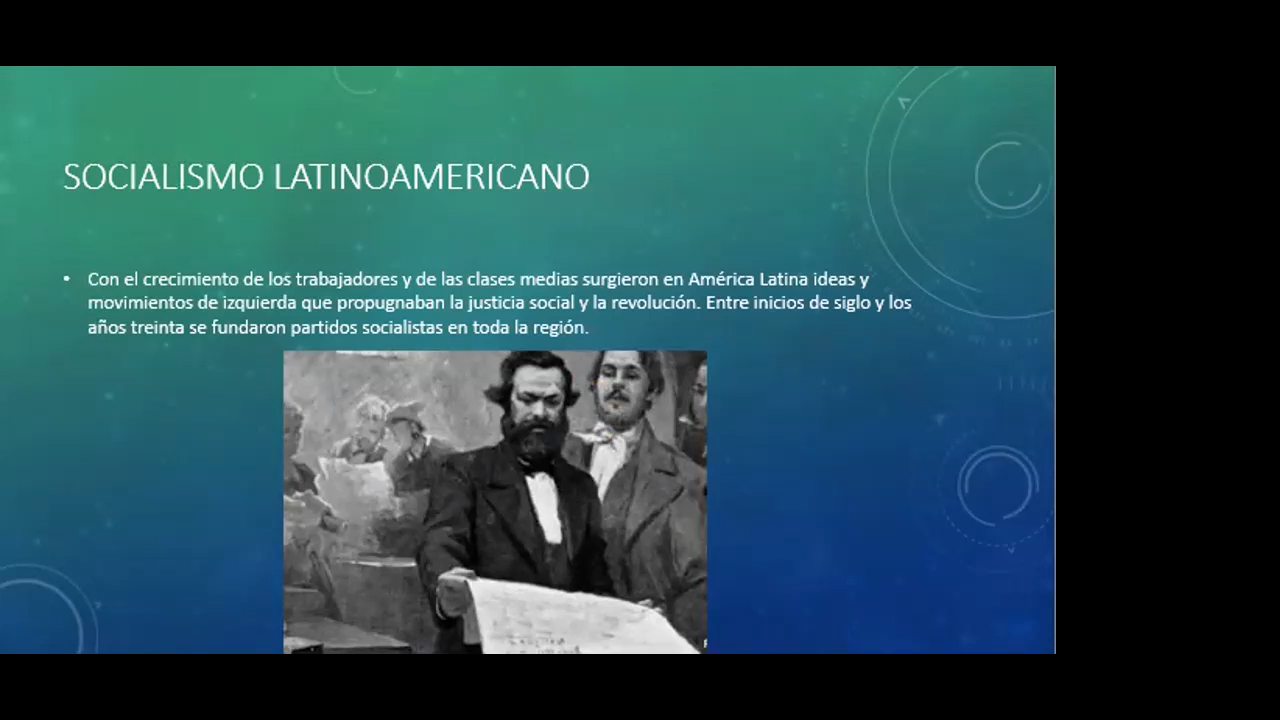 SOCIALISMO LATINOAMERICANO
• Con el crecimiento de los trabajadores y de las clases medias surgieron en América Latina ideas y
movimientos de izquierda que propugnaban la justicia social y la revolución. Entre inicios de siglo y los
años treinta se fundaron partidos socialistas en toda la región.